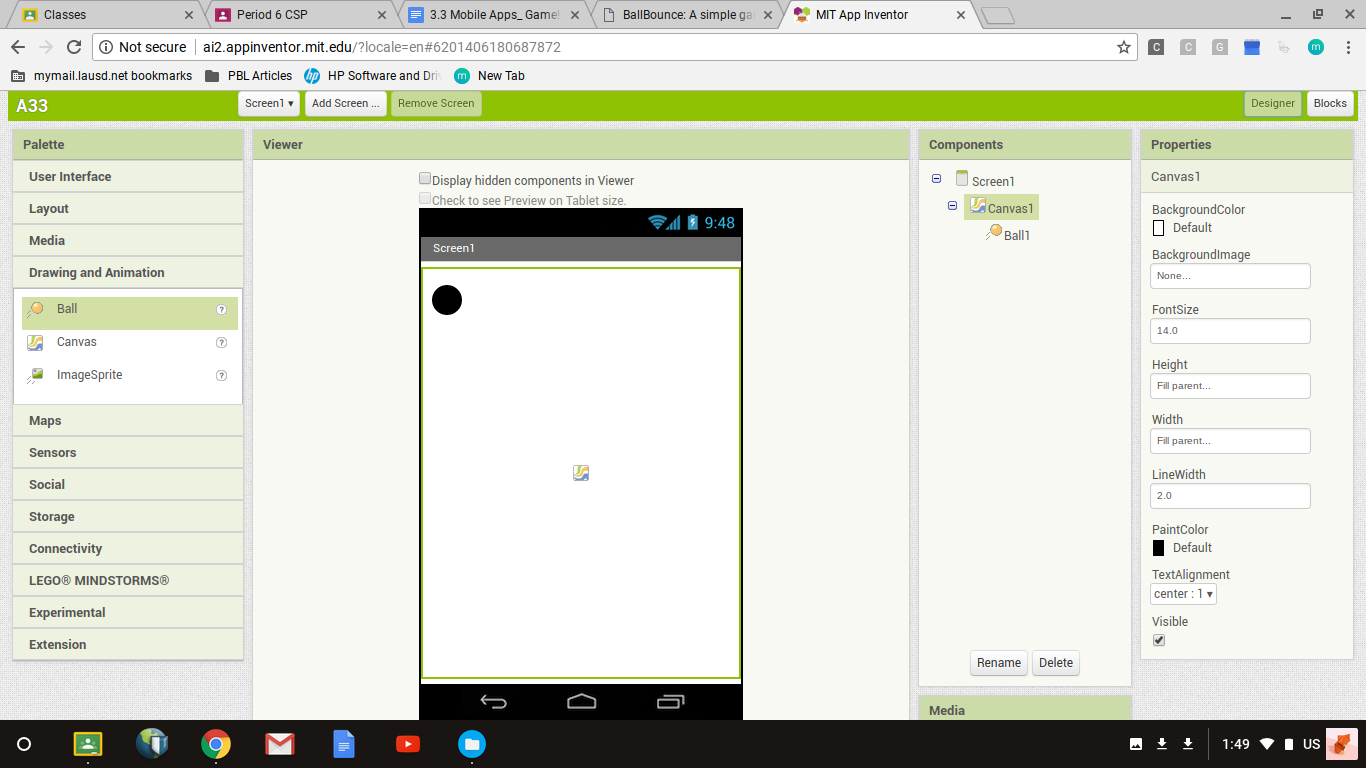 Classes
Period 6 CSP
3.3 Mobile Apps_ Game
BallBounce: A simple ga
MIT App Inventor
Not secure
ai2.appinventor.mit.edu/?locale=en#6201406180687872
C
C
G
m
mymail.lausd.net bookmarks
PBL Articles
hp
HP Software and Dri
m
New Tab
A33
Screen1 ▾
Add Screen ...
Remove Screen
Designer
Blocks
Palette
User Interface
Layout
Media
Drawing and Animation
Ball
?
Canvas
?
ImageSprite
?
Maps
Sensors
Social
Storage
Connectivity
LEGO® MINDSTORMS®
Experimental
Extension
Viewer
Display hidden components in Viewer
Check to see Preview on Tablet size.
9:48
Screen1
Components
Screen1
Canvas1
Ball1
Rename
Delete
Media
Properties
Canvas1
BackgroundColor
Default
BackgroundImage
None...
FontSize
14.0
Height
Fill parent...
Width
Fill parent...
LineWidth
2.0
PaintColor
Default
TextAlignment
center : 1 ▾
Visible
1:49
US